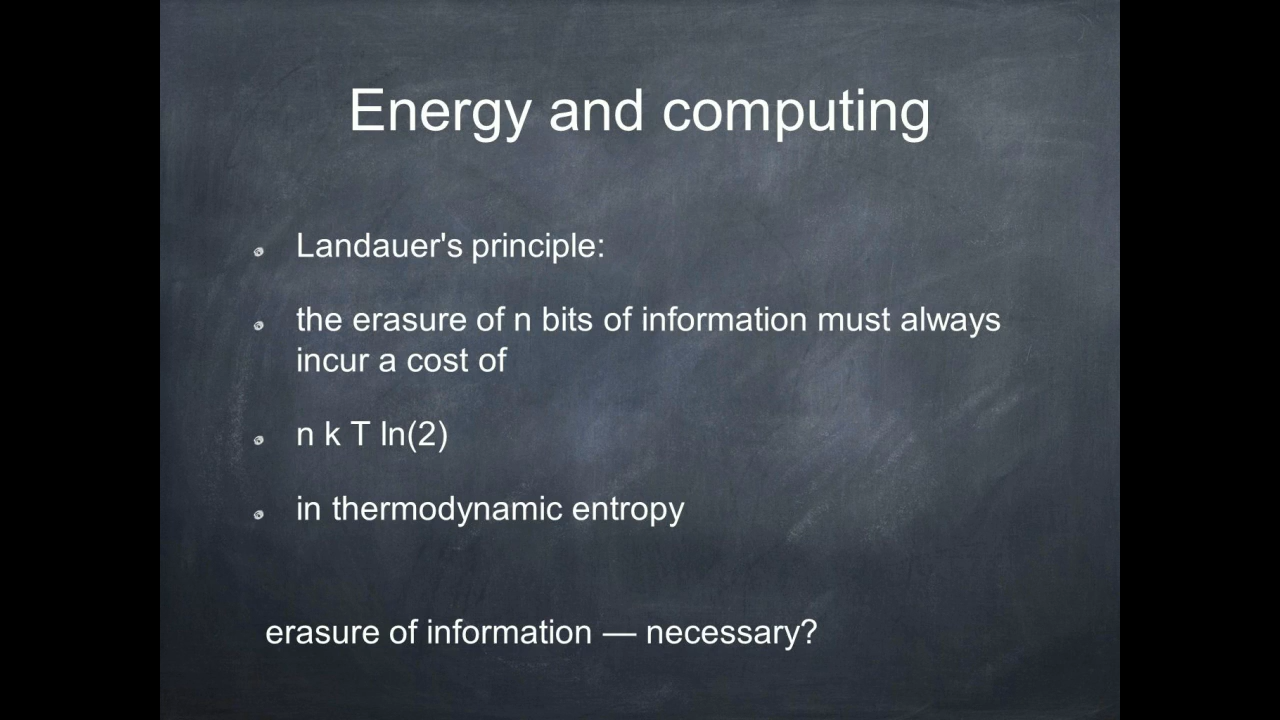 Energy and computing
Landauer's principle:
the erasure of n bits of information must always
incur a cost of
n k T ln(2)
in thermodynamic entropy
erasure of information — necessary?